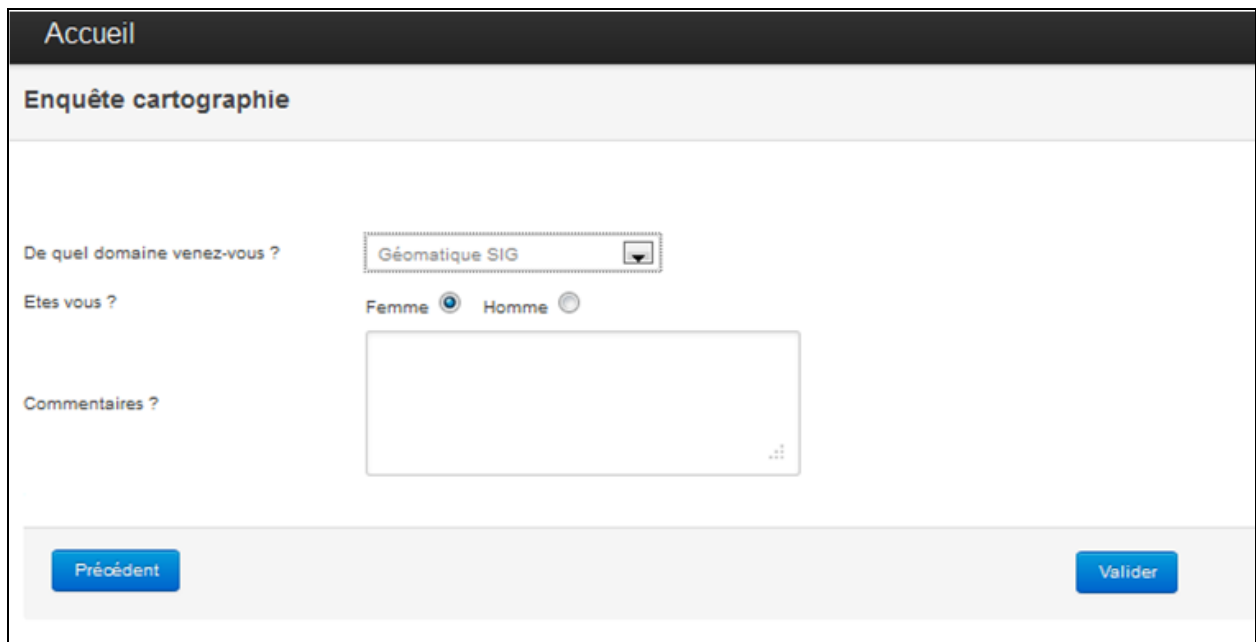 Accueil
Enquête cartographie
De quel domaine venez-vous ? Géomatique SIG
Etes vous ? Femme Homme
Commentaires ?
Précédent Valider